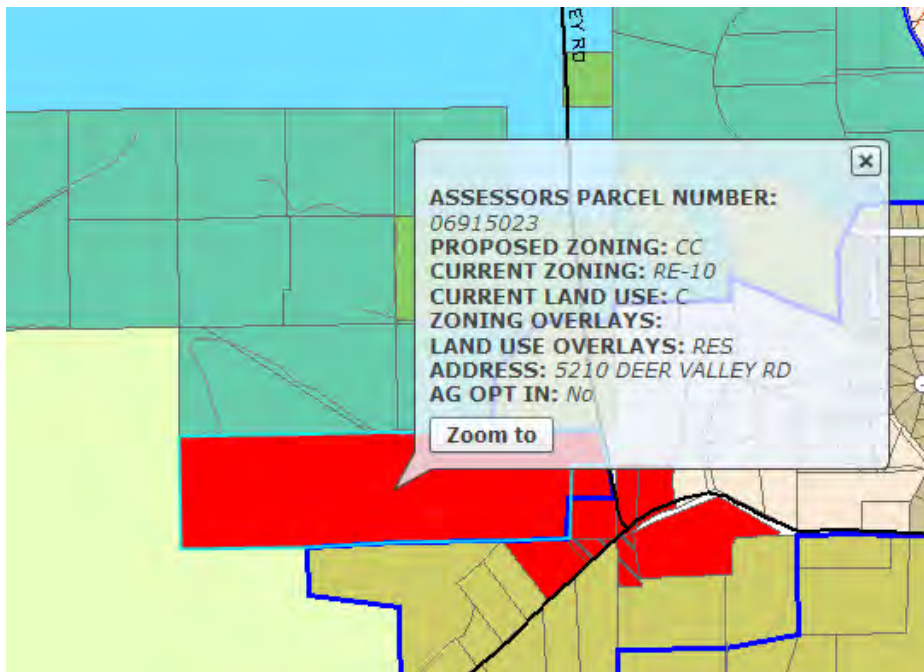 EY RD
ASSESSORS PARCEL NUMBER:
06915023
PROPOSED ZONING: CC
CURRENT ZONING: RE-10
CURRENT LAND USE: C
ZONING OVERLAYS:
LAND USE OVERLAYS: RES
ADDRESS: 5210 DEER VALLEY RD
AG OPT IN: No
Zoom to